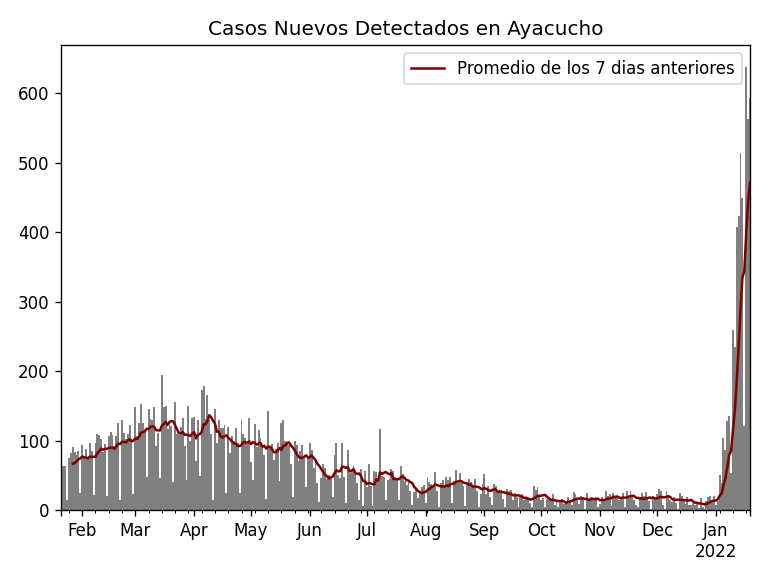 Casos Nuevos Detectados en Ayacucho
Promedio de los 7 dias anteriores
600
500
400
300
200
100
0
Feb Mar Apr May Jun Jul Aug Sep Oct Nov Dec Jan
2022